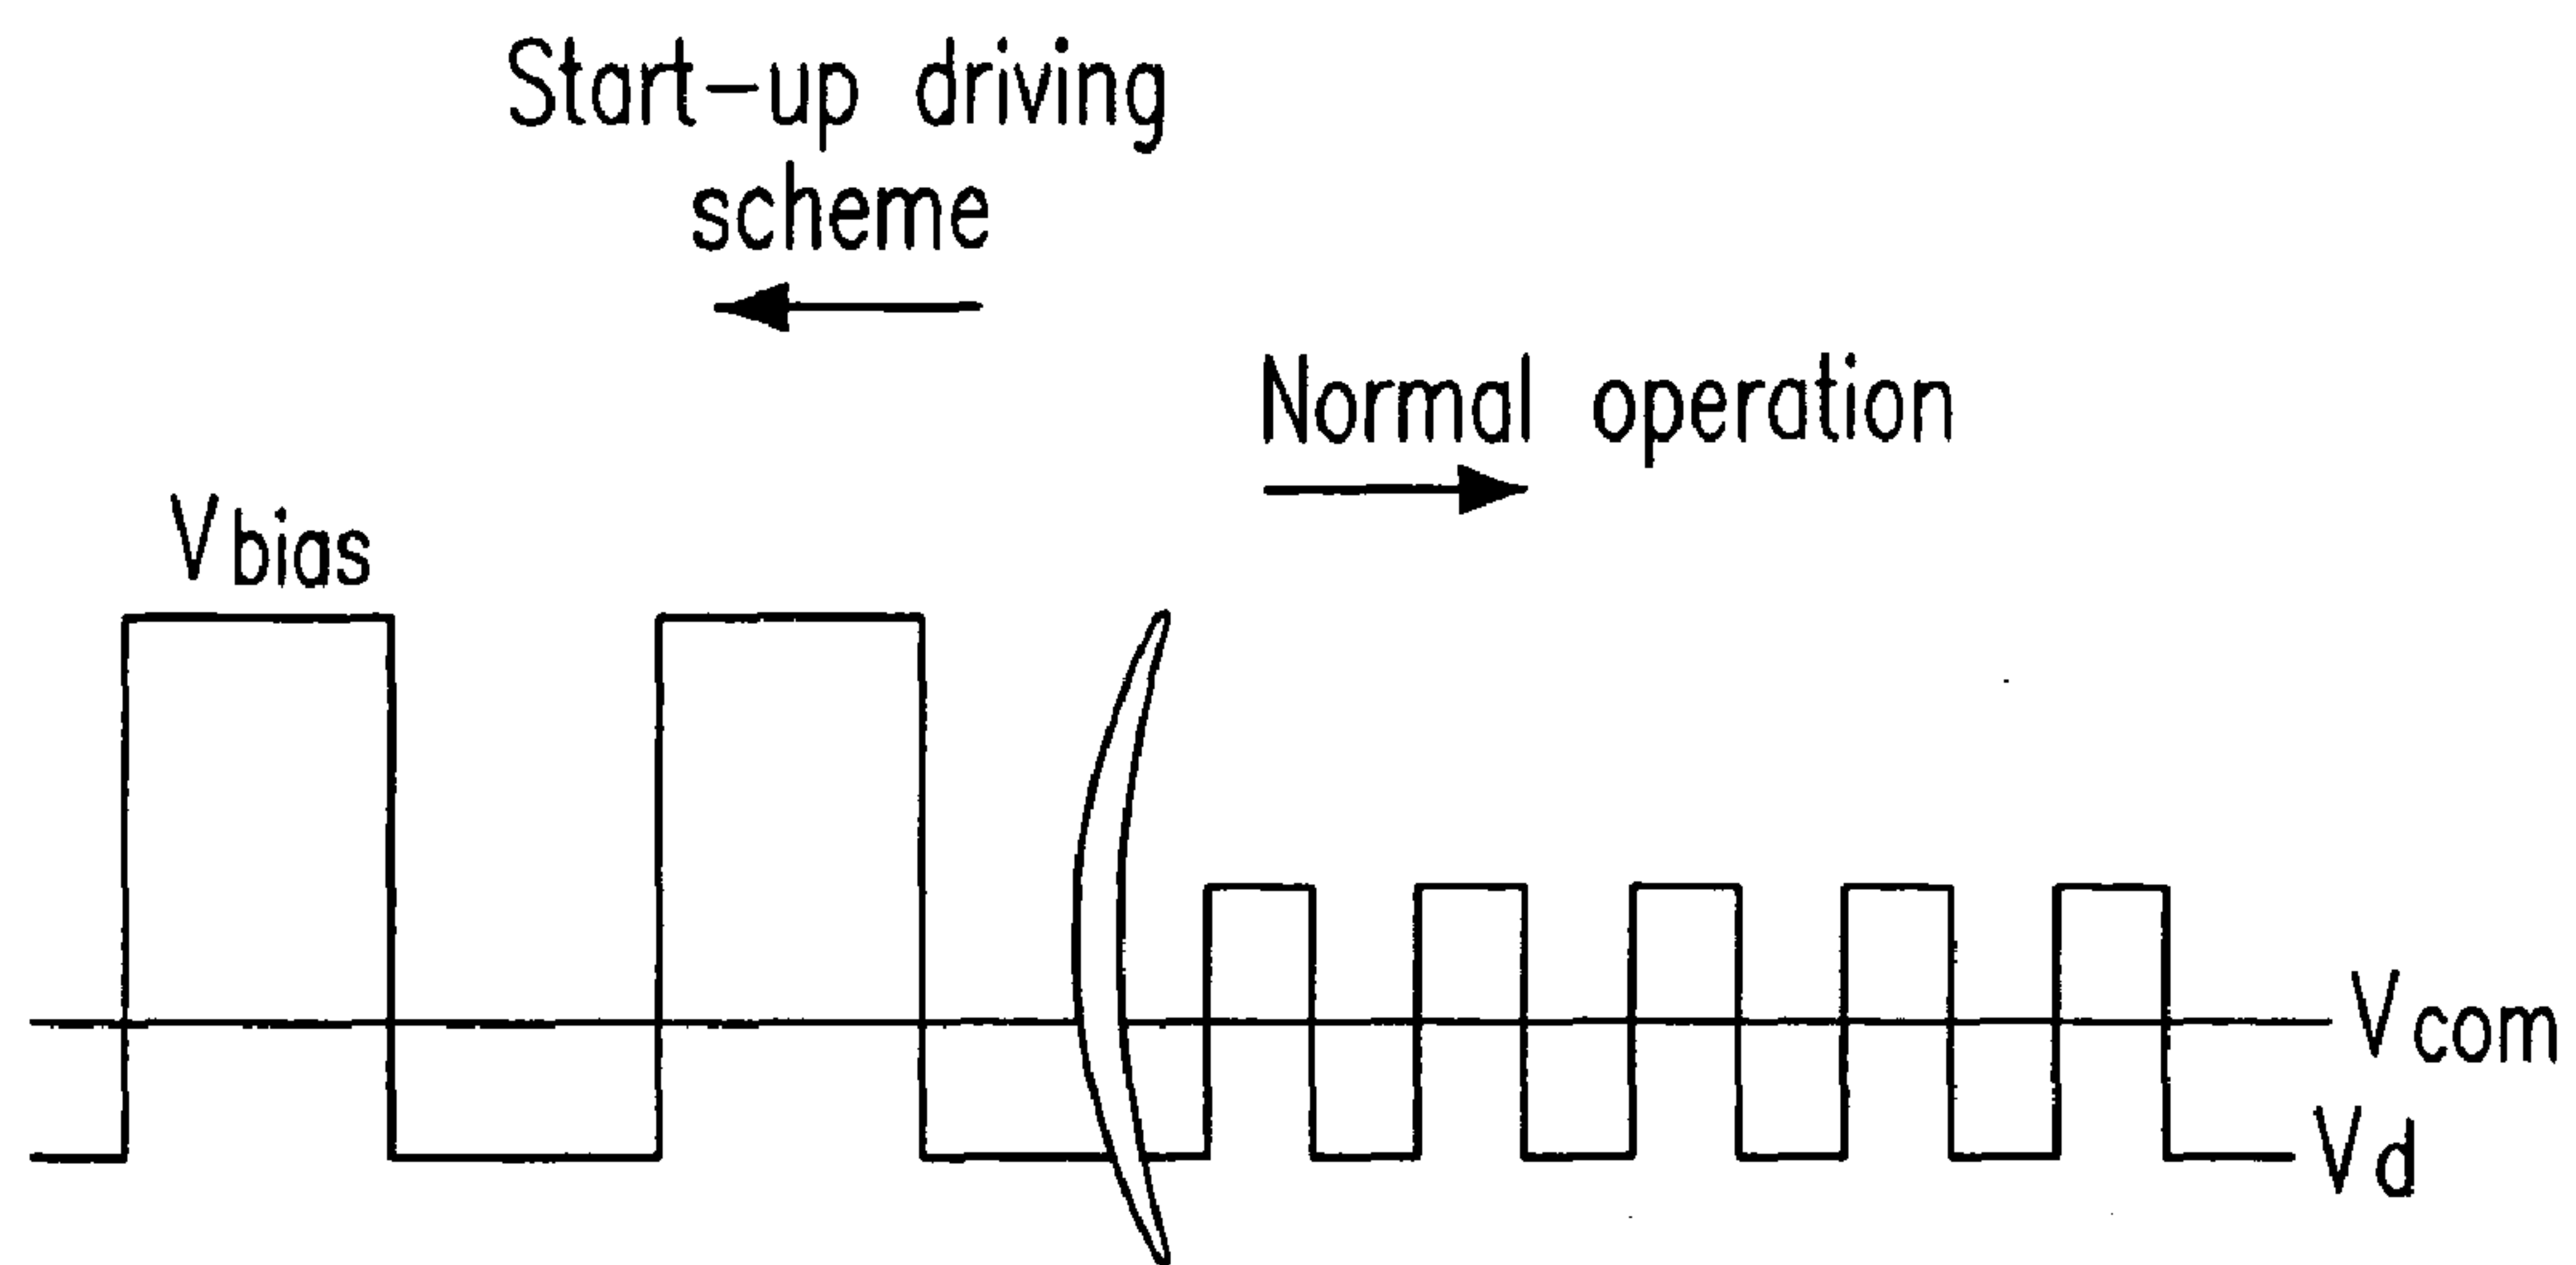 Start-up driving
scheme
Normal operation
Vbias
Vcom
Vd